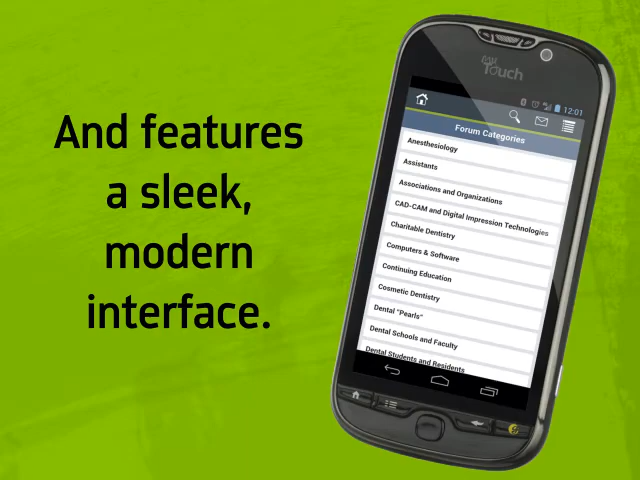 And features
a sleek,
modern
interface.
my
Touch
12:01
Forum Categories
Anesthesiology
Assistants
Associations and Organizations
CAD-CAM and Digital Impression Technologies
Charitable Dentistry
Computers & Software
Continuing Education
Cosmetic Dentistry
Dental "Pearls"
Dental Schools and Faculty
Dental Students and Residents